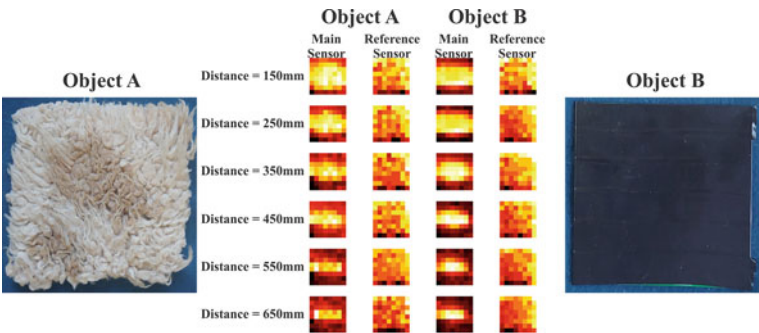 Object A Object B
Main Sensor Reference Sensor Main Sensor Reference Sensor
Object A
Object B
Distance = 150mm
Distance = 250mm
Distance = 350mm
Distance = 450mm
Distance = 550mm
Distance = 650mm